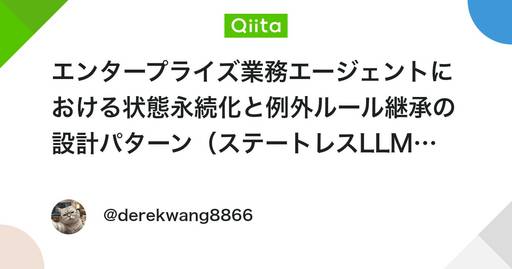 Qiita
エンタープライズ業務エージェントに
おける状態永続化と例外ルール継承の
設計パターン（ステートレスLLM…
@derekwang8866